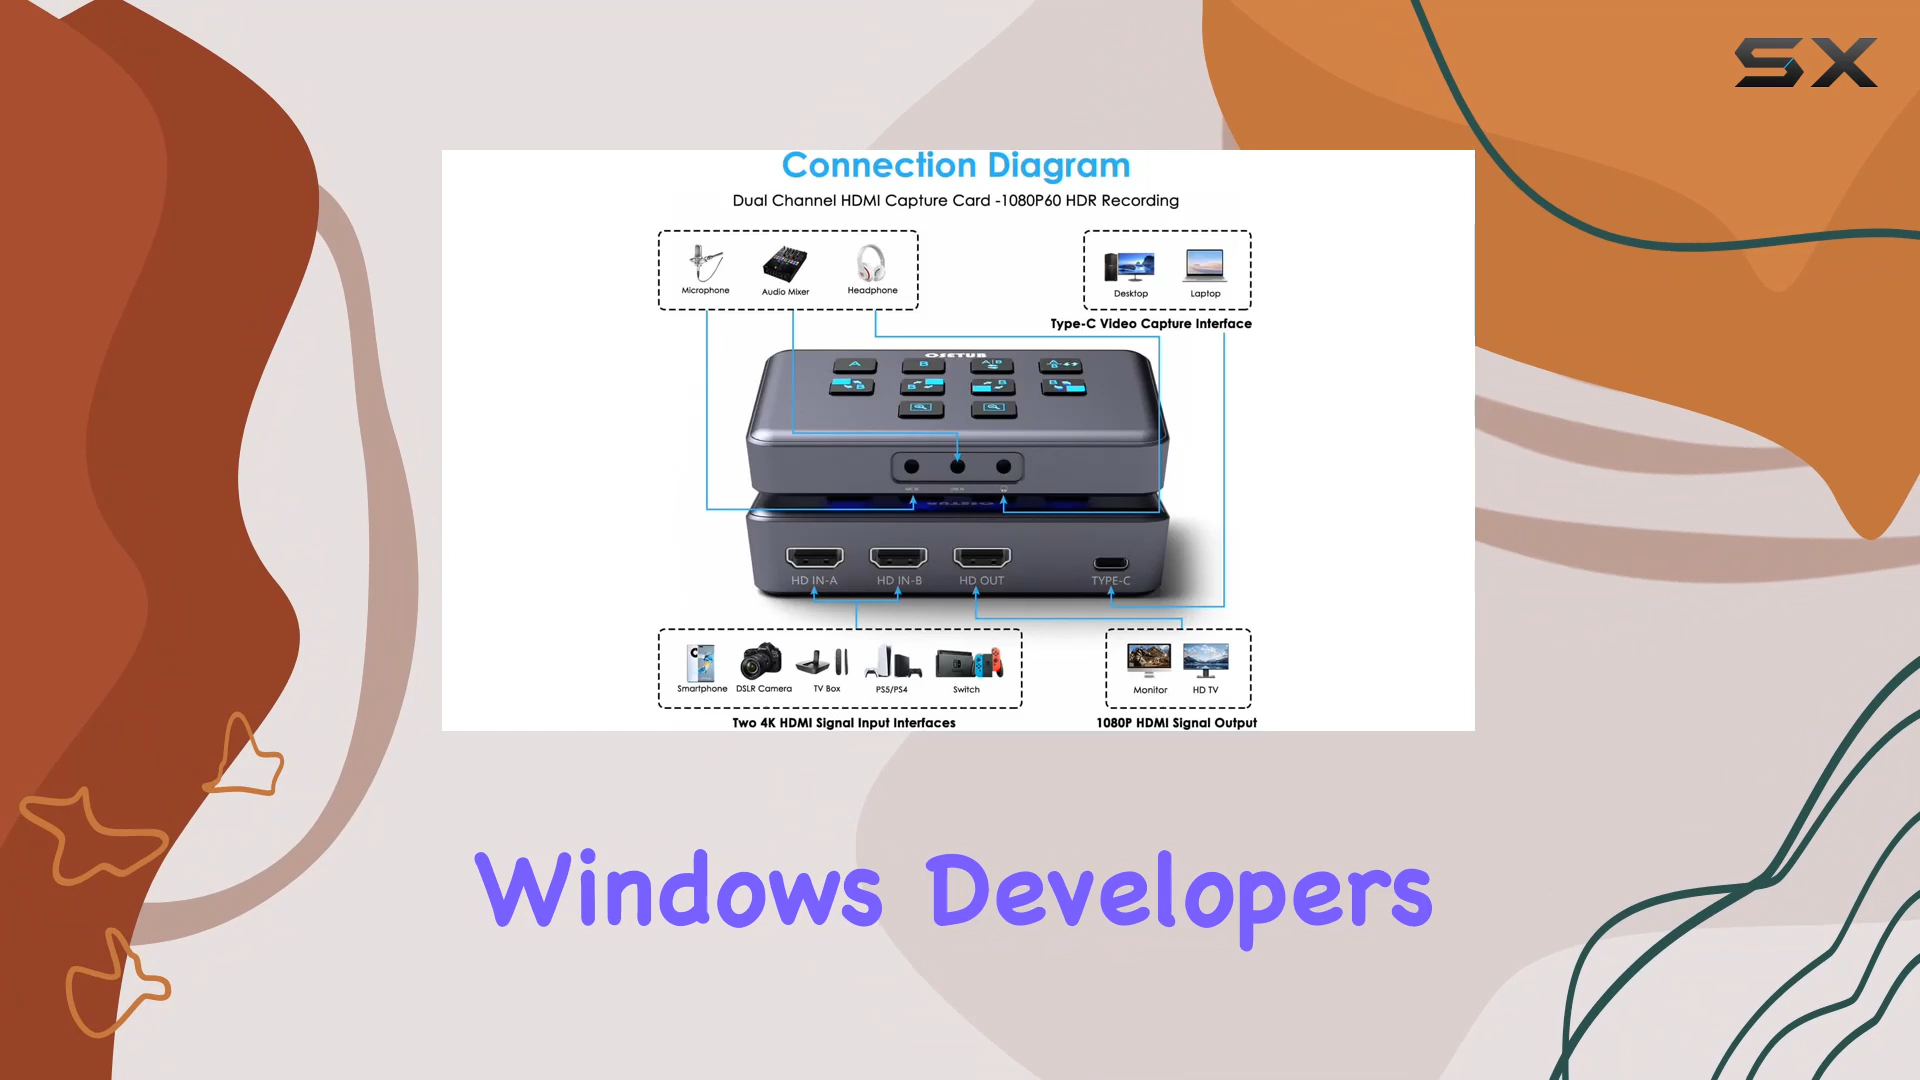 SX
Connection Diagram
Dual Channel HDMI Capture Card -1080P60 HDR Recording
Microphone Audio Mixer Headphone
Desktop Laptop
Type-C Video Capture Interface
OSETUB
A B A|B A B
B B B B
HD IN-A HD IN-B HD OUT TYPE-C
Smartphone DSLR Camera TV Box PS5/PS4 Switch
Monitor HD TV
Two 4K HDMI Signal Input Interfaces
1080P HDMI Signal Output
Windows Developers